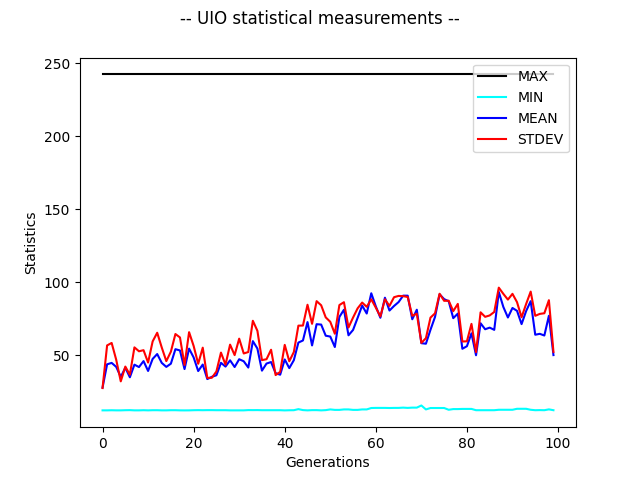 -- UIO statistical measurements --
250
200
150
100
50
0
20
40
60
80
100
Statistics
Generations
MAX
MIN
MEAN
STDEV